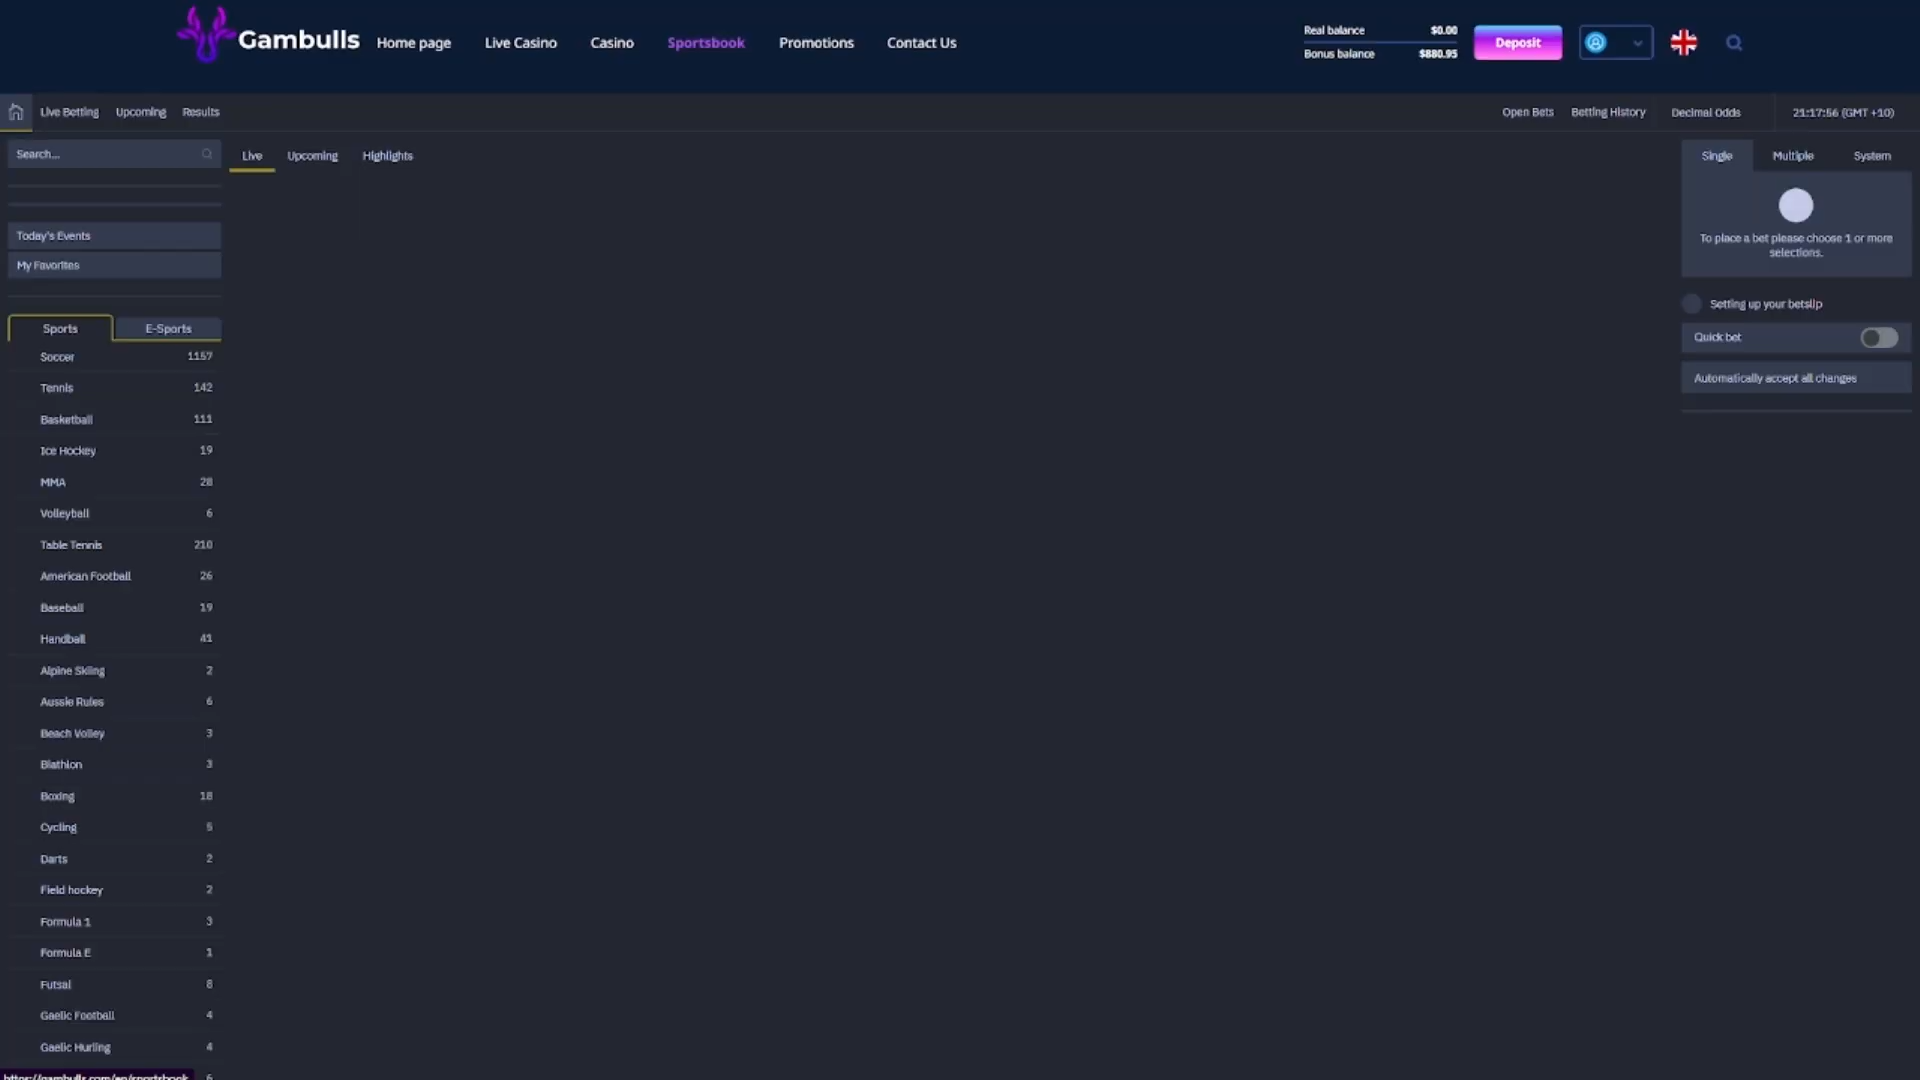 Gambulls
Home page Live Casino Casino Sportsbook Promotions Contact Us
Real balance $0.00
Bonus balance $880.95
Deposit
Live Betting Upcoming Results
Open Bets Betting History Decimal Odds 21:17:56 (GMT +10)
Search...
Live Upcoming Highlights
Single Multiple System
To place a bet please choose 1 or more
selections.
Setting up your betslip
Quick bet
Automatically accept all changes
Today's Events
My Favorites
Sports E-Sports
Soccer 1157
Tennis 142
Basketball 111
Ice Hockey 19
MMA 28
Volleyball 6
Table Tennis 210
American Football 26
Baseball 19
Handball 41
Alpine Skiing 2
Aussie Rules 6
Beach Volley 3
Biathlon 3
Boxing 18
Cycling 5
Darts 2
Field hockey 2
Formula 1 3
Formula E 1
Futsal 8
Gaelic Football 4
Gaelic Hurling 4
https://gambulls.com/en/sportsbook 6